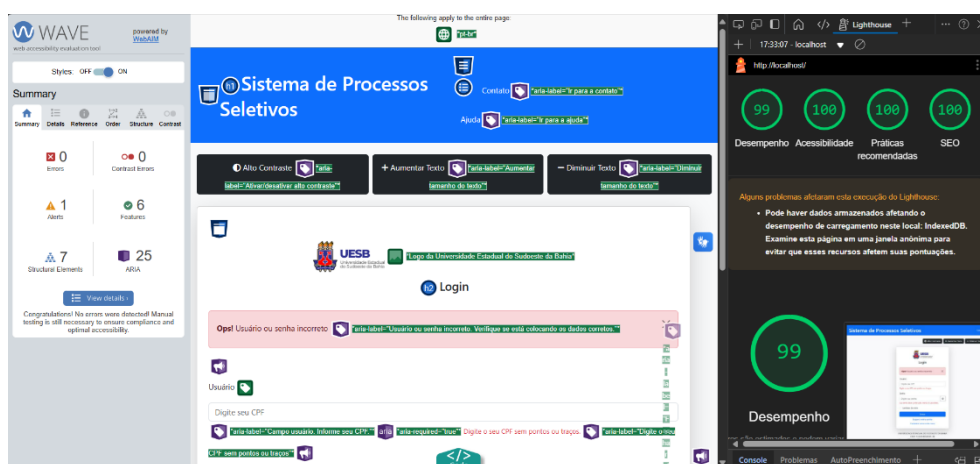 WAVE
powered by
WebAIM
web accessibility evaluation tool
Styles: OFF ON
Summary
Summary Details Reference Order Structure Contrast
0 Errors
0 Contrast Errors
1 Alerts
6 Features
7 Structural Elements
25 ARIA
View details ›
Congratulations! No errors were detected! Manual
testing is still necessary to ensure compliance and
optimal accessibility.
The following apply to the entire page:
"pt-br"
h1 Sistema de Processos
Seletivos
Contato *"aria-label="Ir para a contato"*
Ajuda *"aria-label="Ir para a ajuda"*
Alto Contraste *"aria-
label="Ativar/desativar alto contraste"*
+ Aumentar Texto *"aria-label="Aumentar
tamanho do texto"*
− Diminuir Texto *"aria-label="Diminuir
tamanho do texto"*
UESB
Universidade Estadual
do Sudoeste da Bahia
"Logo da Universidade Estadual do Sudoeste da Bahia"
h2 Login
Ops! Usuário ou senha incorreto *"aria-label="Usuário ou senha incorreto. Verifique se está colocando os dados corretos."*
Usuário
Digite seu CPF
*"aria-label="Campo usuário. Informe seu CPF."* aria *"aria-required="true"* Digite o seu CPF sem pontos ou traços. *"aria-label="Digite o seu
CPF sem pontos ou traços"*
Lighthouse
17:33:07 - localhost
http://localhost/
99
Desempenho
100
Acessibilidade
100
Práticas
recomendadas
100
SEO
Alguns problemas afetaram esta execução do Lighthouse:
• Pode haver dados armazenados afetando o
desempenho de carregamento neste local: IndexedDB.
Examine esta página em uma janela anônima para
evitar que esses recursos afetem suas pontuações.
99
Desempenho
Sistema de Processos Seletivos
UESB
Login
Console Problemas AutoPreenchimento